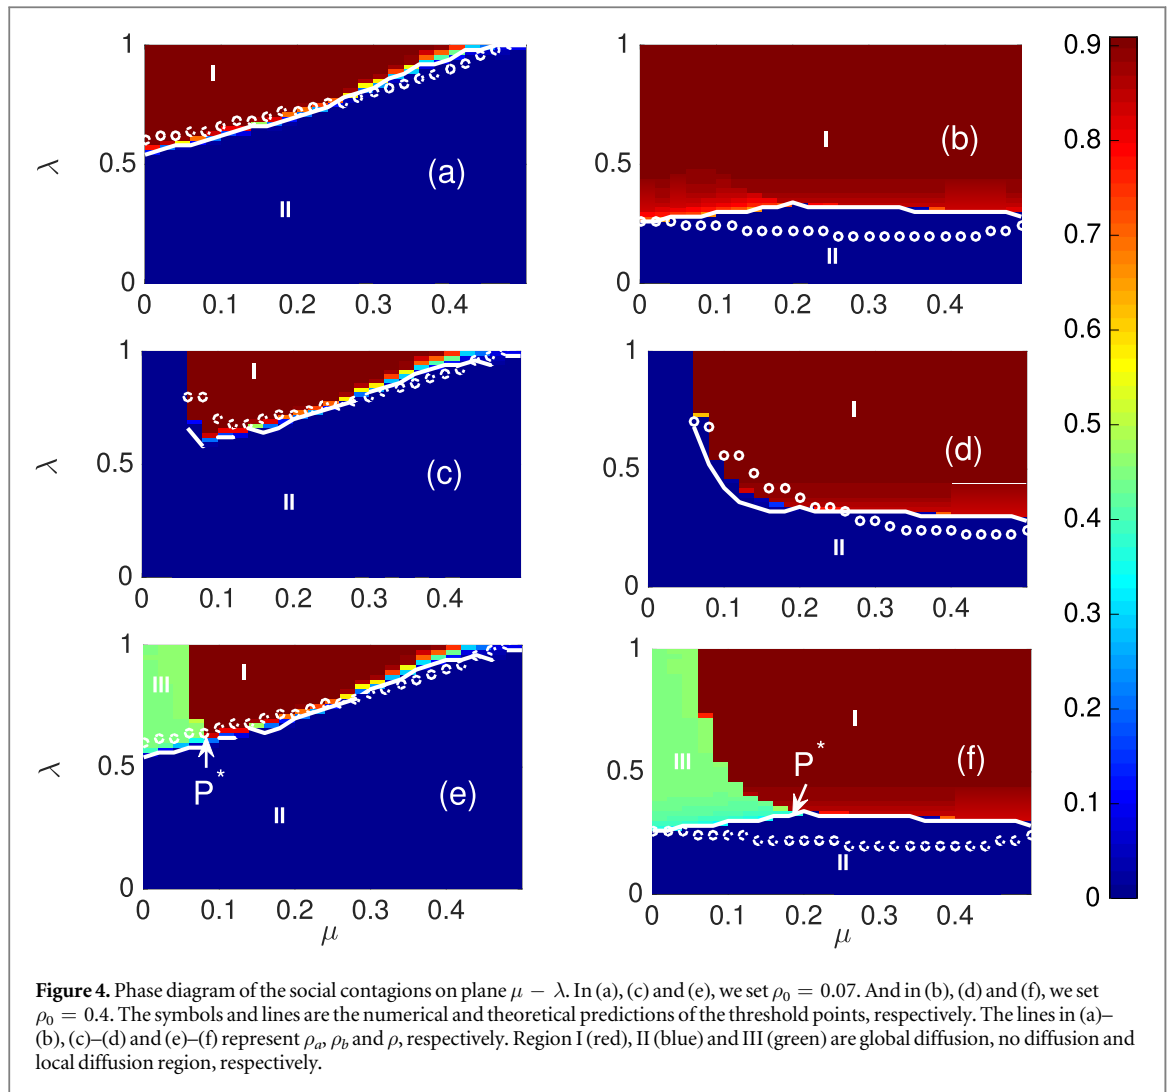 1
0.5
0
λ
I
II
(a)
0 0.1 0.2 0.3 0.4
1
0.5
0
I
II
(b)
0 0.1 0.2 0.3 0.4
1
0.5
0
λ
I
II
(c)
0.1 0.2 0.3 0.4
1
0.5
0
I
II
(d)
0.1 0.2 0.3 0.4
1
0.5
0
λ
III
I
P*
II
(e)
0 0.1 0.2 0.3 0.4
μ
1
0.5
0
III
I
P*
II
(f)
0 0.1 0.2 0.3 0.4
μ
0.9
0.8
0.7
0.6
0.5
0.4
0.3
0.2
0.1
0
Figure 4. Phase diagram of the social contagions on plane μ − λ. In (a), (c) and (e), we set ρ₀ = 0.07. And in (b), (d) and (f), we set
ρ₀ = 0.4. The symbols and lines are the numerical and theoretical predictions of the threshold points, respectively. The lines in (a)–
(b), (c)–(d) and (e)–(f) represent ρₐ, ρ_b and ρ, respectively. Region I (red), II (blue) and III (green) are global diffusion, no diffusion and
local diffusion region, respectively.